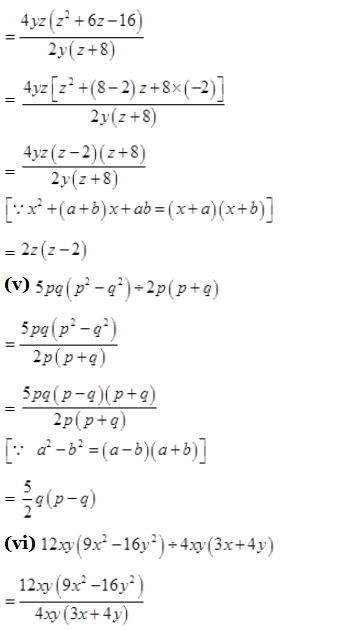 = 4yz(z²+6z-16) / 2y(z+8)
= 4yz[z²+(8-2)z+8×(-2)] / 2y(z+8)
= 4yz(z-2)(z+8) / 2y(z+8)
[∵ x²+(a+b)x+ab=(x+a)(x+b)]
= 2z(z-2)
(v) 5pq(p²-q²)÷2p(p+q)
= 5pq(p²-q²) / 2p(p+q)
= 5pq(p-q)(p+q) / 2p(p+q)
[∵ a²-b²=(a-b)(a+b)]
= 5/2 q(p-q)
(vi) 12xy(9x²-16y²)÷4xy(3x+4y)
= 12xy(9x²-16y²) / 4xy(3x+4y)